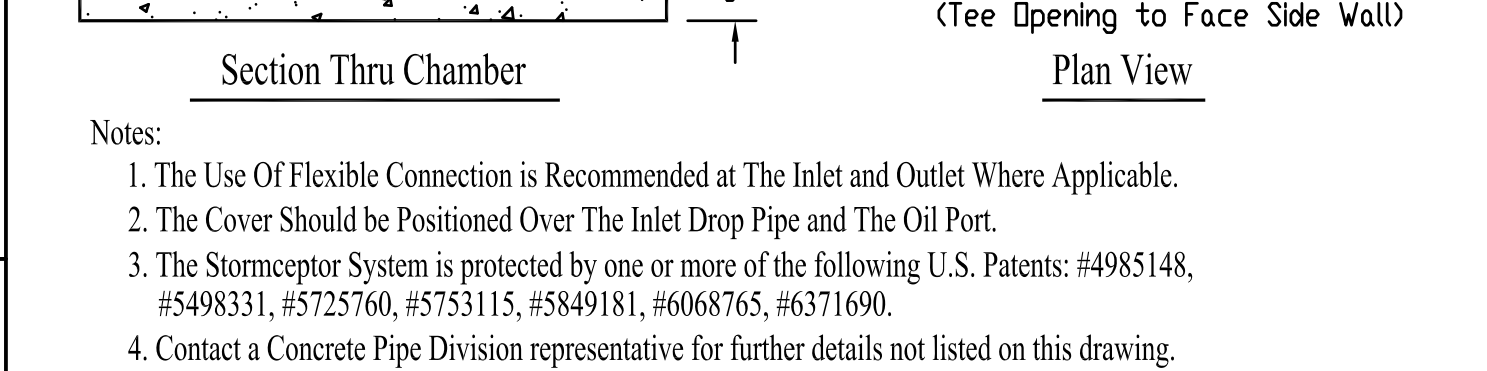 (Tee Opening to Face Side Wall)
Section Thru Chamber
Plan View
Notes:
1. The Use Of Flexible Connection is Recommended at The Inlet and Outlet Where Applicable.
2. The Cover Should be Positioned Over The Inlet Drop Pipe and The Oil Port.
3. The Stormceptor System is protected by one or more of the following U.S. Patents: #4985148,
#5498331, #5725760, #5753115, #5849181, #6068765, #6371690.
4. Contact a Concrete Pipe Division representative for further details not listed on this drawing.